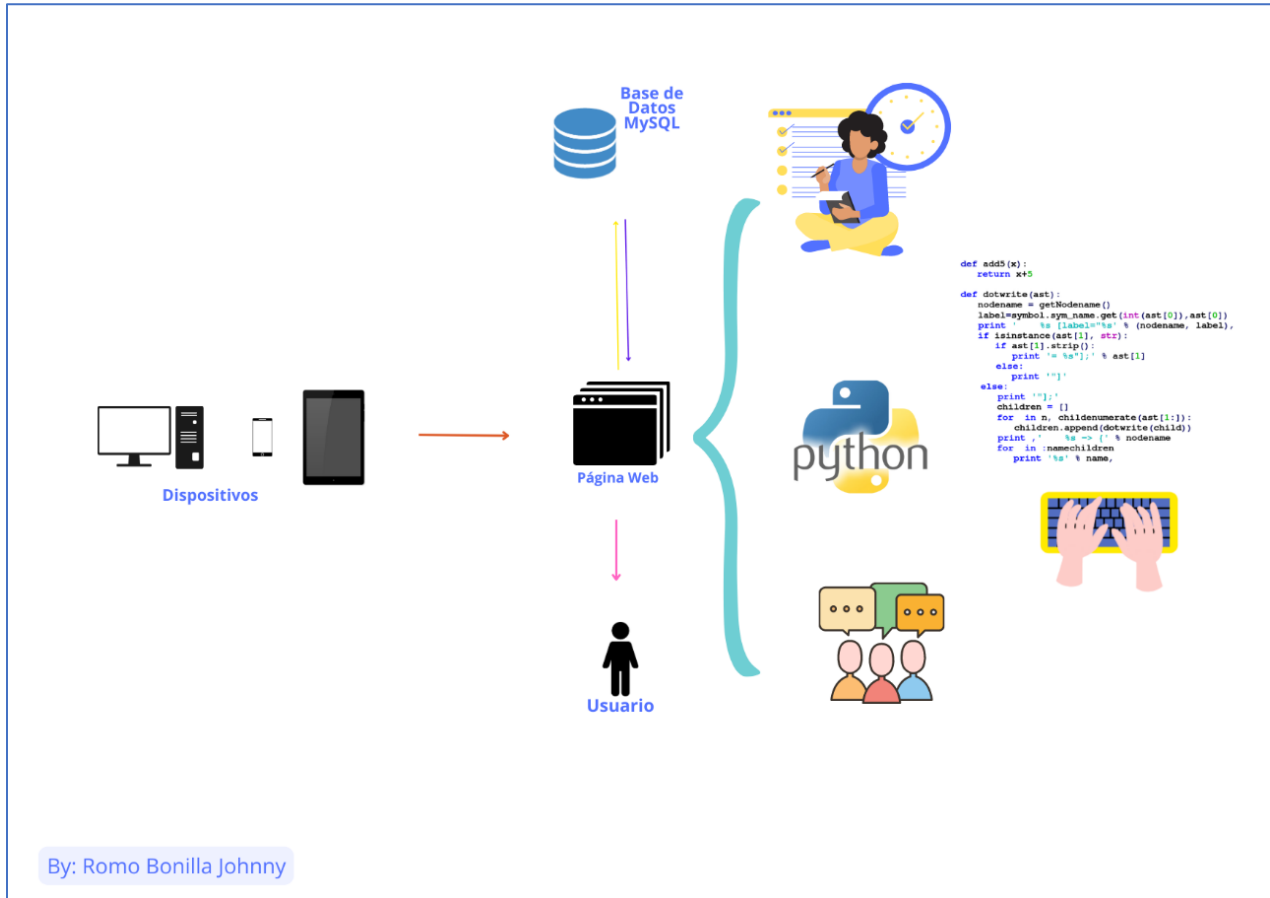 Base de
Datos
MySQL
def add5(x):
return x+5
def dotwrite(ast):
nodename = getNodename()
label=symbol.sym_name.get(int(ast[0]),ast[0])
print '    %s [label="%s' % (nodename, label),
if isinstance(ast[1], str):
if ast[1].strip():
print '= %s"];' % ast[1]
else:
print '"]'
else:
print '"];'
children = []
for  in n, childenumerate(ast[1:]):
children.append(dotwrite(child))
print ,'    %s -> {' % nodename
for  in :namechildren
print '%s' % name,
python
Página Web
Dispositivos
Usuario
By: Romo Bonilla Johnny